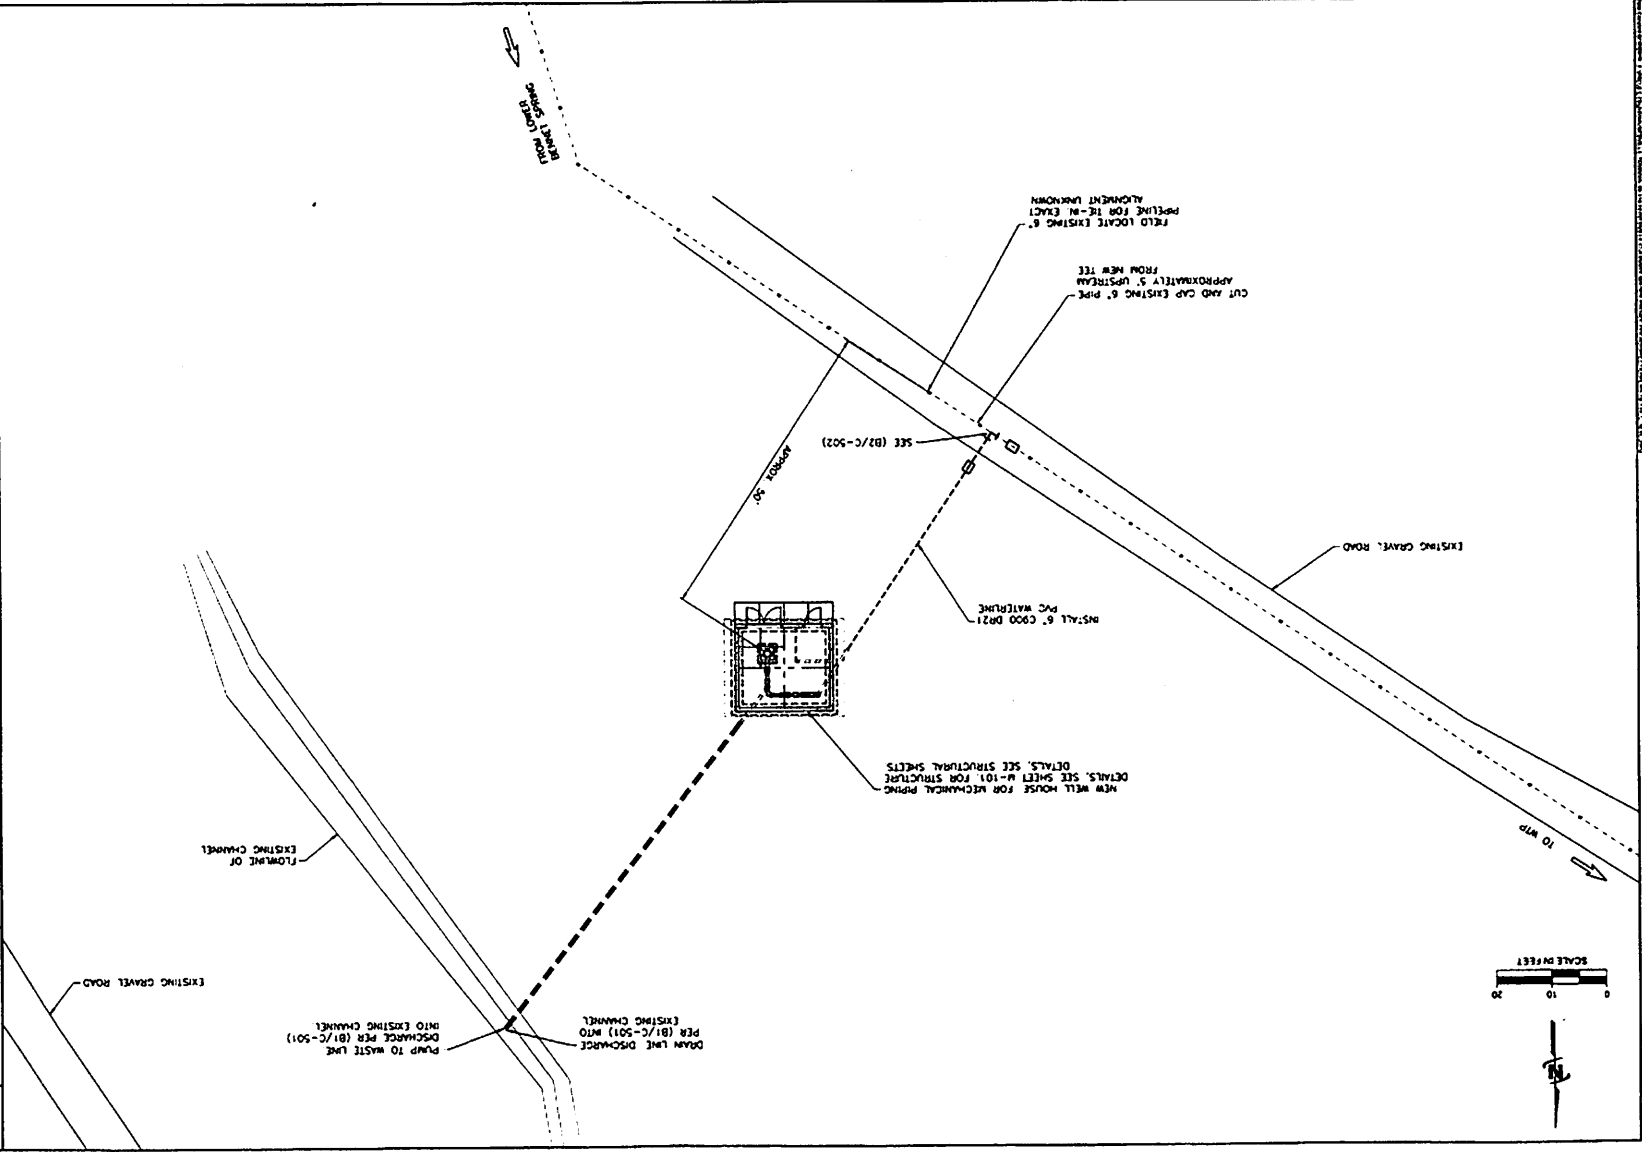 EXISTING GRAVEL ROAD
PUMP TO WASTE LINE
DISCHARGE PER (B1/C-501)
INTO EXISTING CHANNEL
DRAIN LINE DISCHARGE
PER (B1/C-501) INTO
EXISTING CHANNEL
N
0
10
20
SCALE IN FEET
FLOWLINE OF
EXISTING CHANNEL
TO WTP
NEW WELL HOUSE FOR MECHANICAL PIPING
DETAILS, SEE SHEET M-101. FOR STRUCTURE
DETAILS, SEE STRUCTURAL SHEETS
INSTALL 6" C900 DR21
PVC WATERLINE
EXISTING GRAVEL ROAD
APPROX. 50'
SEE (B2/C-502)
CUT AND CAP EXISTING 6" PIPE
APPROXIMATELY 5' UPSTREAM
FROM NEW TEE
FIELD LOCATE EXISTING 6"
PIPELINE FOR TIE-IN. EXACT
ALIGNMENT UNKNOWN
FROM LOWER
BENNET SPRING